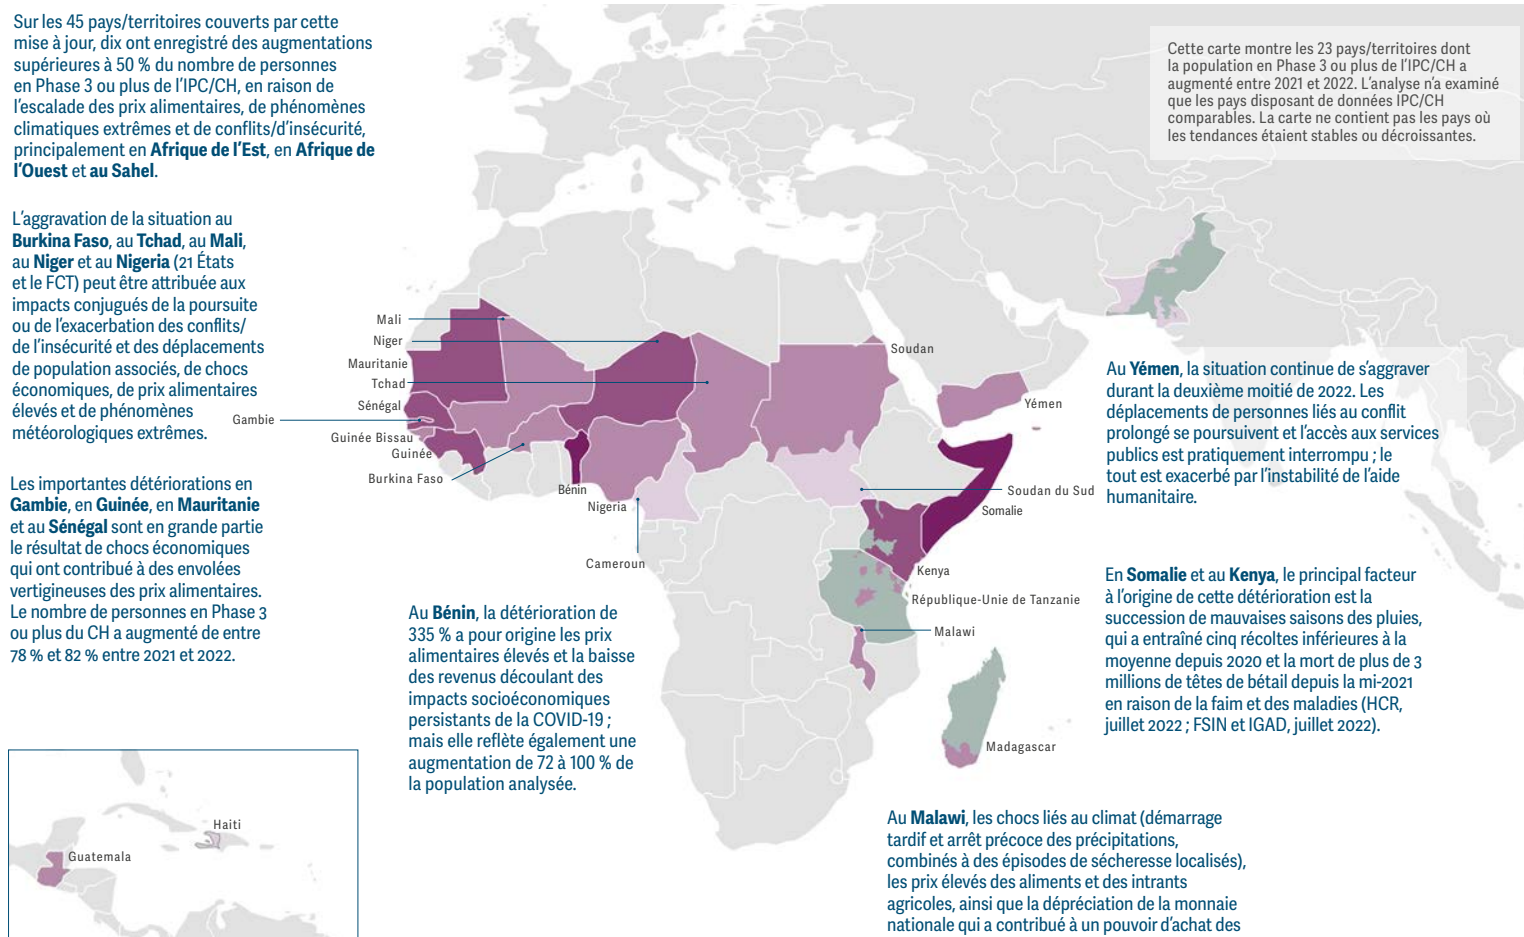 Sur les 45 pays/territoires couverts par cette
mise à jour, dix ont enregistré des augmentations
supérieures à 50 % du nombre de personnes
en Phase 3 ou plus de l'IPC/CH, en raison de
l'escalade des prix alimentaires, de phénomènes
climatiques extrêmes et de conflits/d'insécurité,
principalement en Afrique de l'Est, en Afrique de
l'Ouest et au Sahel.
L'aggravation de la situation au
Burkina Faso, au Tchad, au Mali,
au Niger et au Nigeria (21 États
et le FCT) peut être attribuée aux
impacts conjugués de la poursuite
ou de l'exacerbation des conflits/
de l'insécurité et des déplacements
de population associés, de chocs
économiques, de prix alimentaires
élevés et de phénomènes
météorologiques extrêmes.
Les importantes détériorations en
Gambie, en Guinée, en Mauritanie
et au Sénégal sont en grande partie
le résultat de chocs économiques
qui ont contribué à des envolées
vertigineuses des prix alimentaires.
Le nombre de personnes en Phase 3
ou plus du CH a augmenté de entre
78 % et 82 % entre 2021 et 2022.
Cette carte montre les 23 pays/territoires dont
la population en Phase 3 ou plus de l'IPC/CH a
augmenté entre 2021 et 2022. L'analyse n'a examiné
que les pays disposant de données IPC/CH
comparables. La carte ne contient pas les pays où
les tendances étaient stables ou décroissantes.
Mali
Niger
Mauritanie
Tchad
Sénégal
Gambie
Guinée Bissau
Guinée
Burkina Faso
Bénin
Nigeria
Cameroun
Soudan
Yémen
Soudan du Sud
Somalie
Kenya
République-Unie de Tanzanie
Malawi
Madagascar
Au Yémen, la situation continue de s'aggraver
durant la deuxième moitié de 2022. Les
déplacements de personnes liés au conflit
prolongé se poursuivent et l'accès aux services
publics est pratiquement interrompu ; le
tout est exacerbé par l'instabilité de l'aide
humanitaire.
En Somalie et au Kenya, le principal facteur
à l'origine de cette détérioration est la
succession de mauvaises saisons des pluies,
qui a entraîné cinq récoltes inférieures à la
moyenne depuis 2020 et la mort de plus de 3
millions de têtes de bétail depuis la mi-2021
en raison de la faim et des maladies (HCR,
juillet 2022 ; FSIN et IGAD, juillet 2022).
Au Bénin, la détérioration de
335 % a pour origine les prix
alimentaires élevés et la baisse
des revenus découlant des
impacts socioéconomiques
persistants de la COVID-19 ;
mais elle reflète également une
augmentation de 72 à 100 % de
la population analysée.
Au Malawi, les chocs liés au climat (démarrage
tardif et arrêt précoce des précipitations,
combinés à des épisodes de sécheresse localisés),
les prix élevés des aliments et des intrants
agricoles, ainsi que la dépréciation de la monnaie
nationale qui a contribué à un pouvoir d'achat des
Haiti
Guatemala